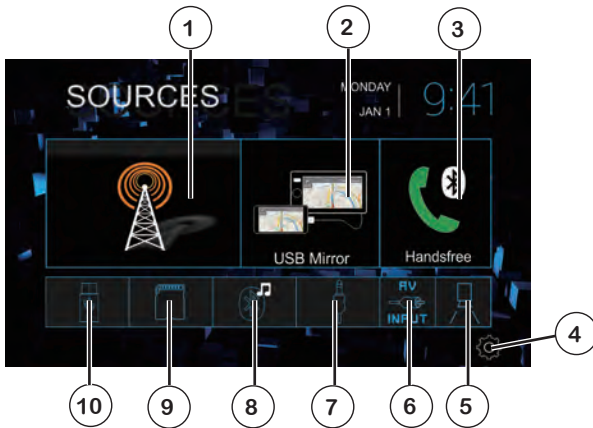 1
2
3
SOURCES
MONDAY
JAN 1
9:41
USB Mirror
Handsfree
RV
INPUT
4
10
9
8
7
6
5